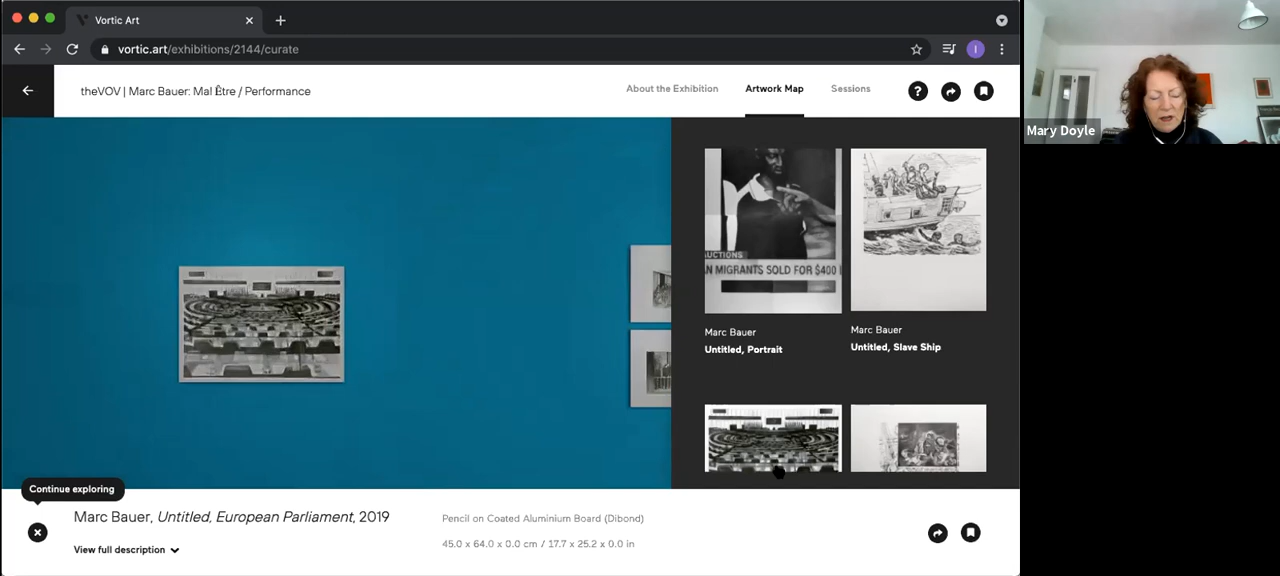 Vortic Art
vortic.art/exhibitions/2144/curate
I
theVOV | Marc Bauer: Mal Être / Performance
About the Exhibition
Artwork Map
Sessions
?
Mary Doyle
UCTIONS
N MIGRANTS SOLD FOR $400
Marc Bauer
Untitled, Portrait
Marc Bauer
Untitled, Slave Ship
Continue exploring
Marc Bauer, Untitled, European Parliament, 2019
View full description
Pencil on Coated Aluminium Board (Dibond)
45.0 x 64.0 x 0.0 cm / 17.7 x 25.2 x 0.0 in